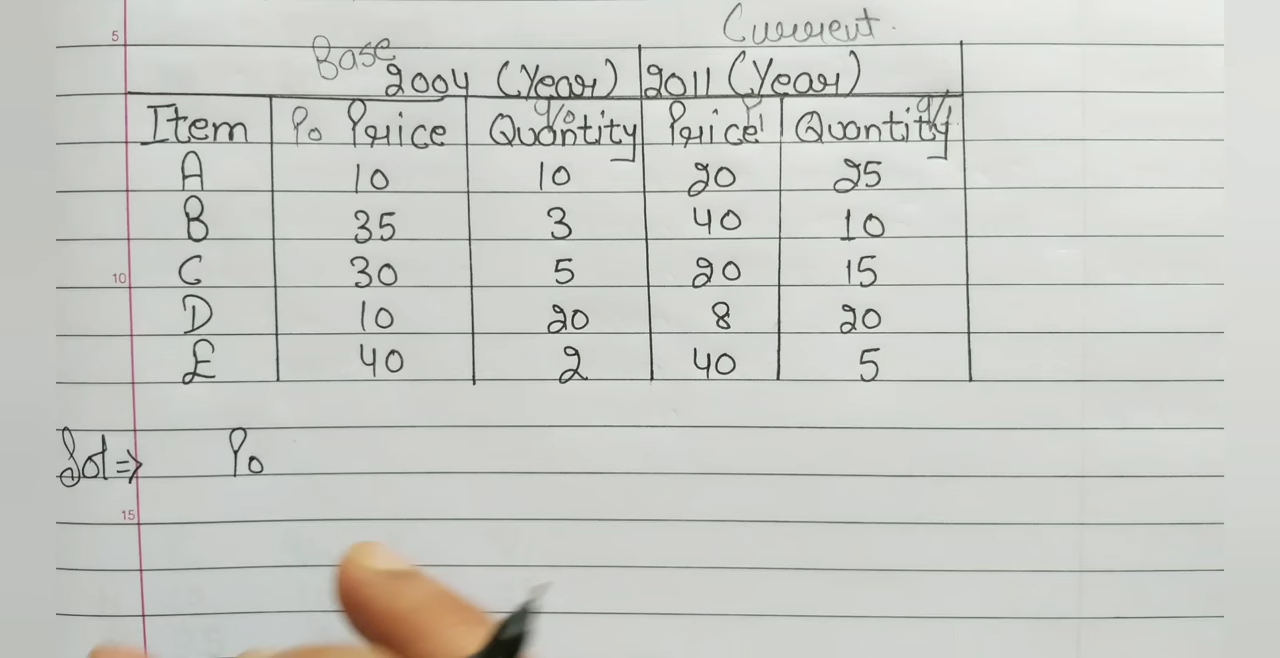 5
Current.
Base
2004 (Year) 2011 (Year)
Item P0 Price q0 Quantity Price P1 Quantity q1
A 10 10 20 25
B 35 3 40 10
C 30 5 20 15
10
D 10 20 8 20
E 40 2 40 5
Sol⇒ P0
15